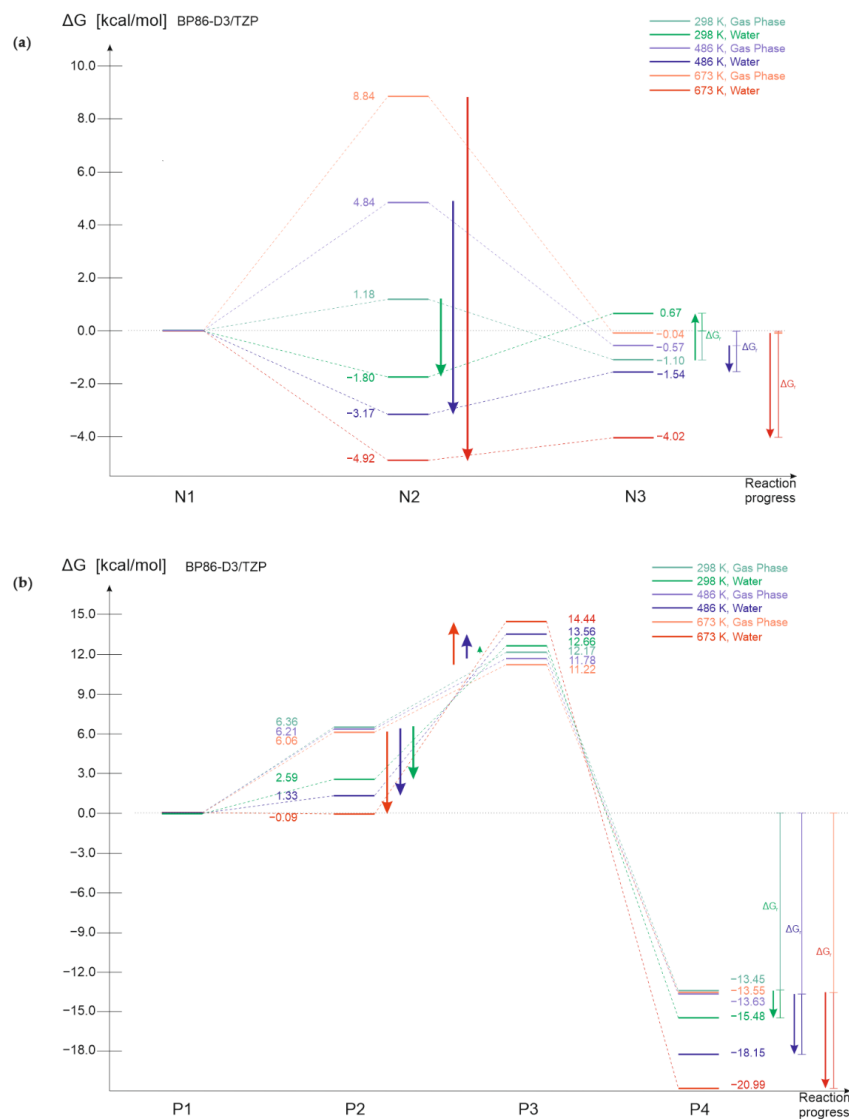 ΔG [kcal/mol] BP86-D3/TZP
(a)
298 K, Gas Phase
298 K, Water
486 K, Gas Phase
486 K, Water
673 K, Gas Phase
673 K, Water
10.0
8.0
6.0
4.0
2.0
0.0
−2.0
−4.0
8.84
4.84
1.18
−1.80
−3.17
−4.92
0.67
−0.04
−0.57
−1.10
−1.54
−4.02
ΔGr
ΔGr
ΔGr
N1
N2
N3
Reaction
progress
ΔG [kcal/mol] BP86-D3/TZP
(b)
298 K, Gas Phase
298 K, Water
486 K, Gas Phase
486 K, Water
673 K, Gas Phase
673 K, Water
15.0
12.0
9.0
6.0
3.0
0.0
−3.0
−6.0
−9.0
−12.0
−15.0
−18.0
6.36
6.21
6.06
2.59
1.33
−0.09
14.44
13.56
12.66
12.17
11.78
11.22
ΔGr
ΔGr
ΔGr
−13.45
−13.55
−13.63
−15.48
−18.15
−20.99
P1
P2
P3
P4
Reaction
progress